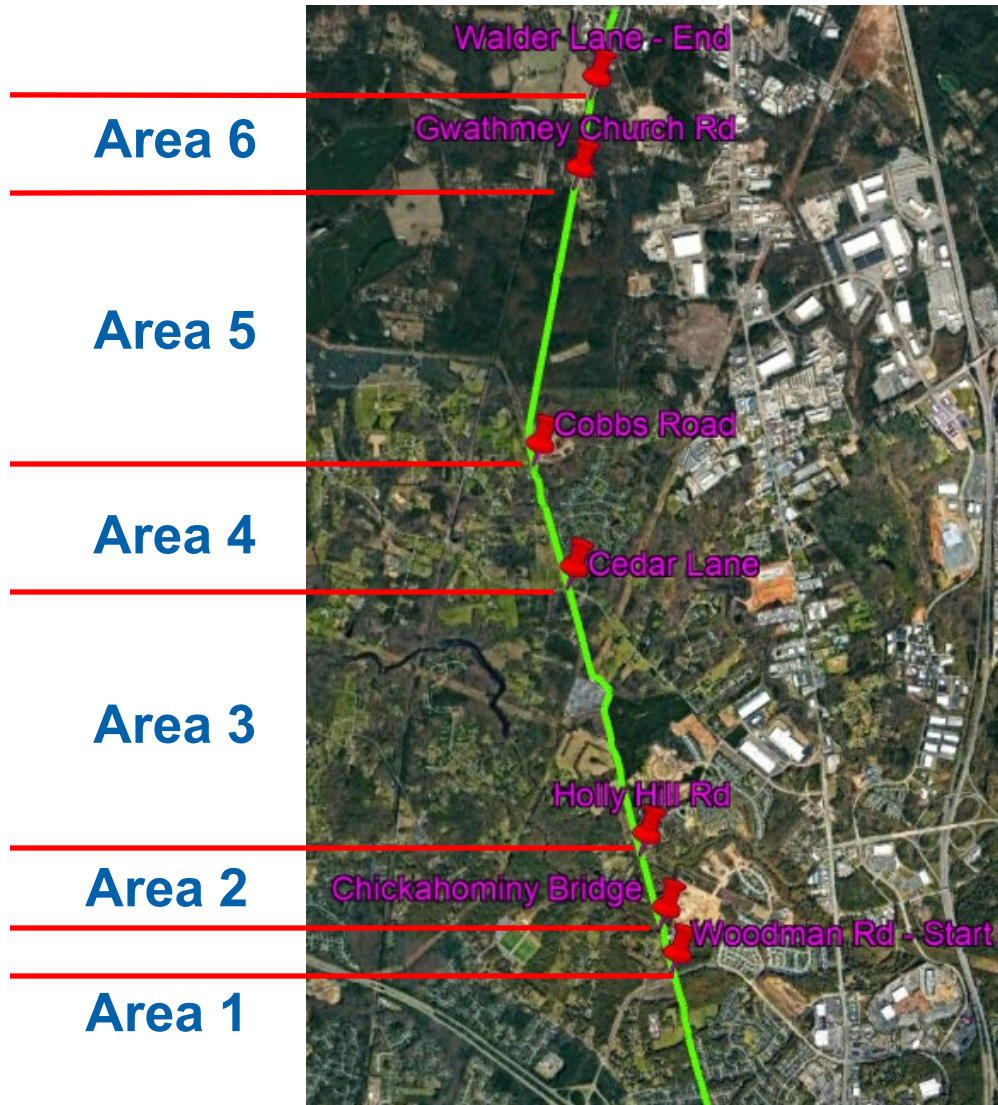 Walder Lane - End
Area 6
Gwathmey Church Rd
Area 5
Cobbs Road
Area 4
Cedar Lane
Area 3
Holly Hill Rd
Area 2
Chickahominy Bridge
Woodman Rd - Start
Area 1